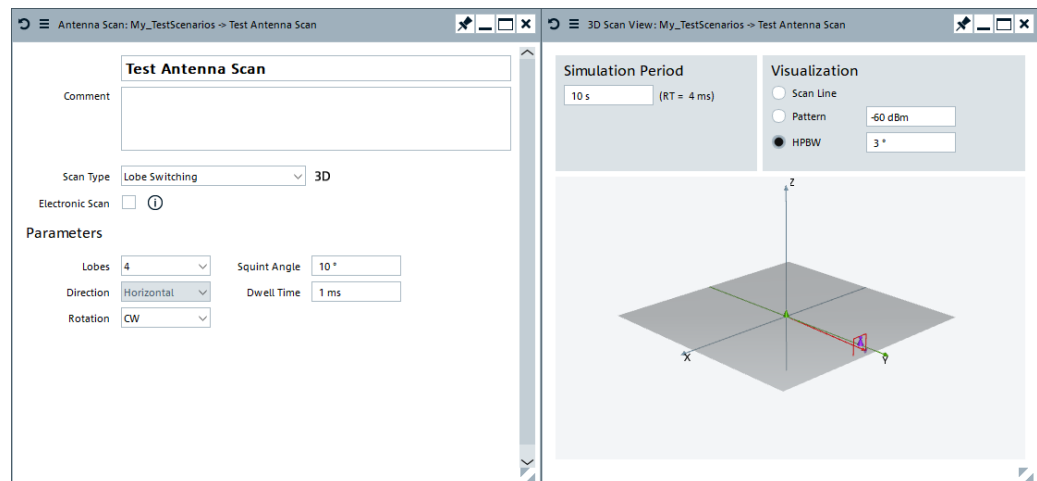 Antenna Scan: My_TestScenarios -> Test Antenna Scan
Test Antenna Scan
Comment
Scan Type Lobe Switching 3D
Electronic Scan
Parameters
Lobes 4 Squint Angle 10 °
Direction Horizontal Dwell Time 1 ms
Rotation CW
3D Scan View: My_TestScenarios -> Test Antenna Scan
Simulation Period
10 s (RT = 4 ms)
Visualization
Scan Line
Pattern -60 dBm
HPBW 3 °
Z
X
Y